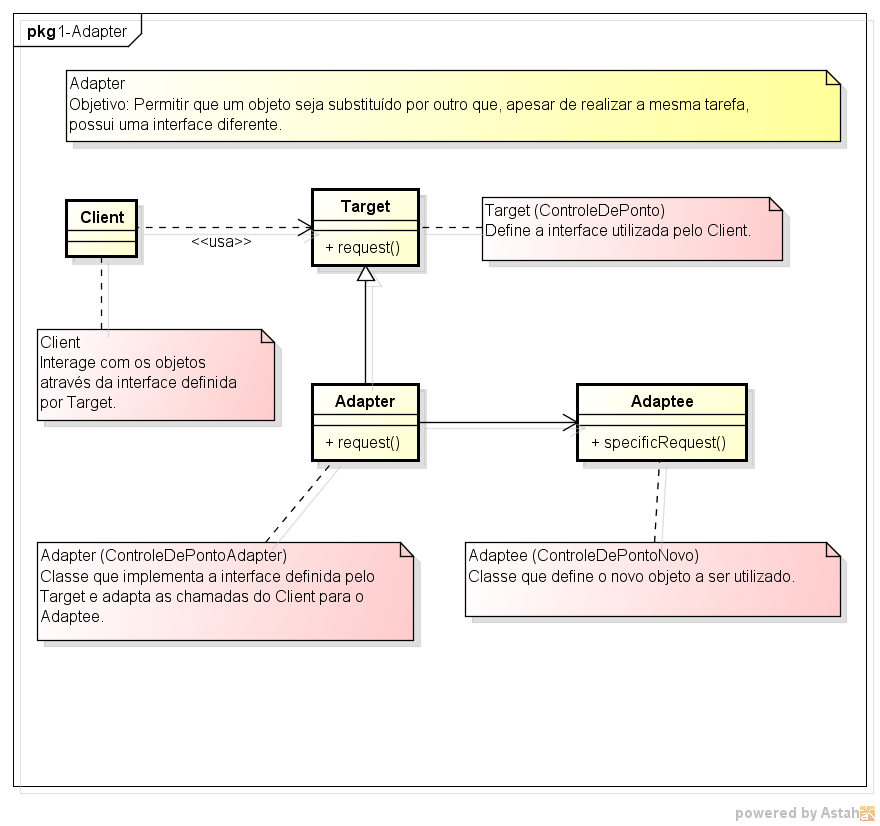 pkg 1-Adapter
Adapter
Objetivo: Permitir que um objeto seja substituído por outro que, apesar de realizar a mesma tarefa,
possui uma interface diferente.
Client
<<usa>>
Target
+ request()
Target (ControleDePonto)
Define a interface utilizada pelo Client.
Client
Interage com os objetos
através da interface definida
por Target.
Adapter
+ request()
Adaptee
+ specificRequest()
Adapter (ControleDePontoAdapter)
Classe que implementa a interface definida pelo
Target e adapta as chamadas do Client para o
Adaptee.
Adaptee (ControleDePontoNovo)
Classe que define o novo objeto a ser utilizado.
powered by Astah